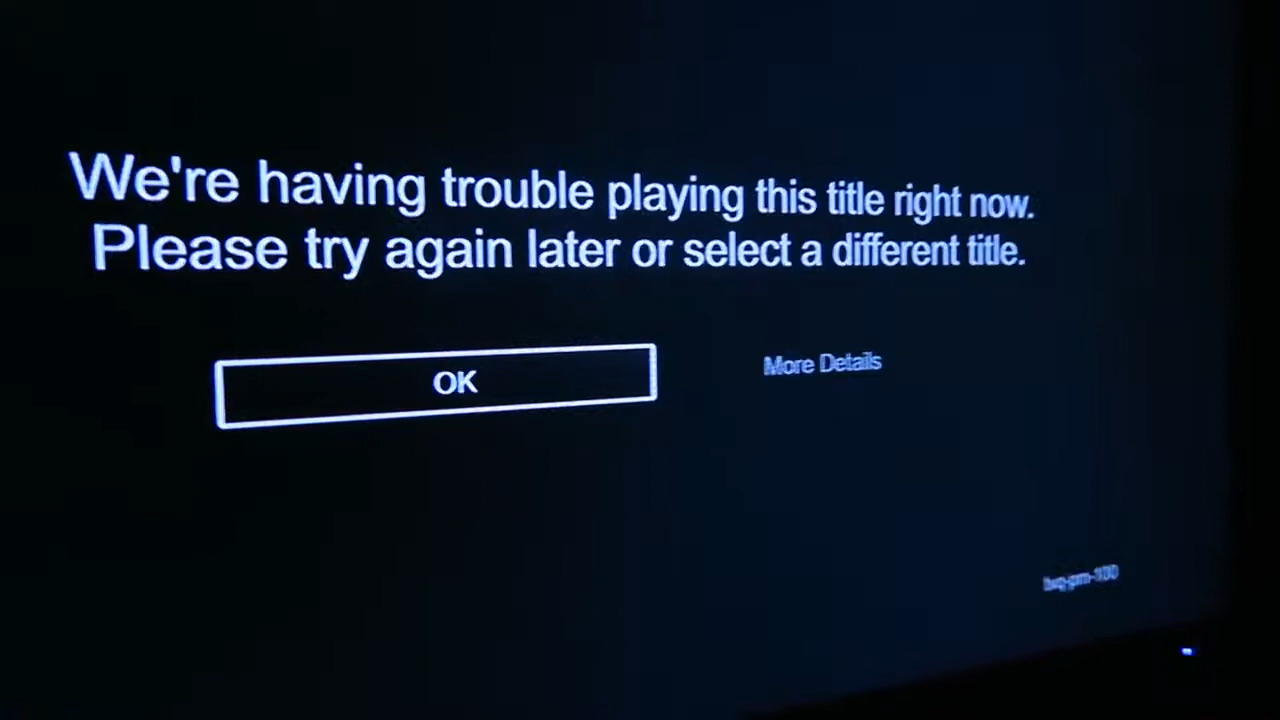 We're having trouble playing this title right now.
Please try again later or select a different title.
OK
More Details